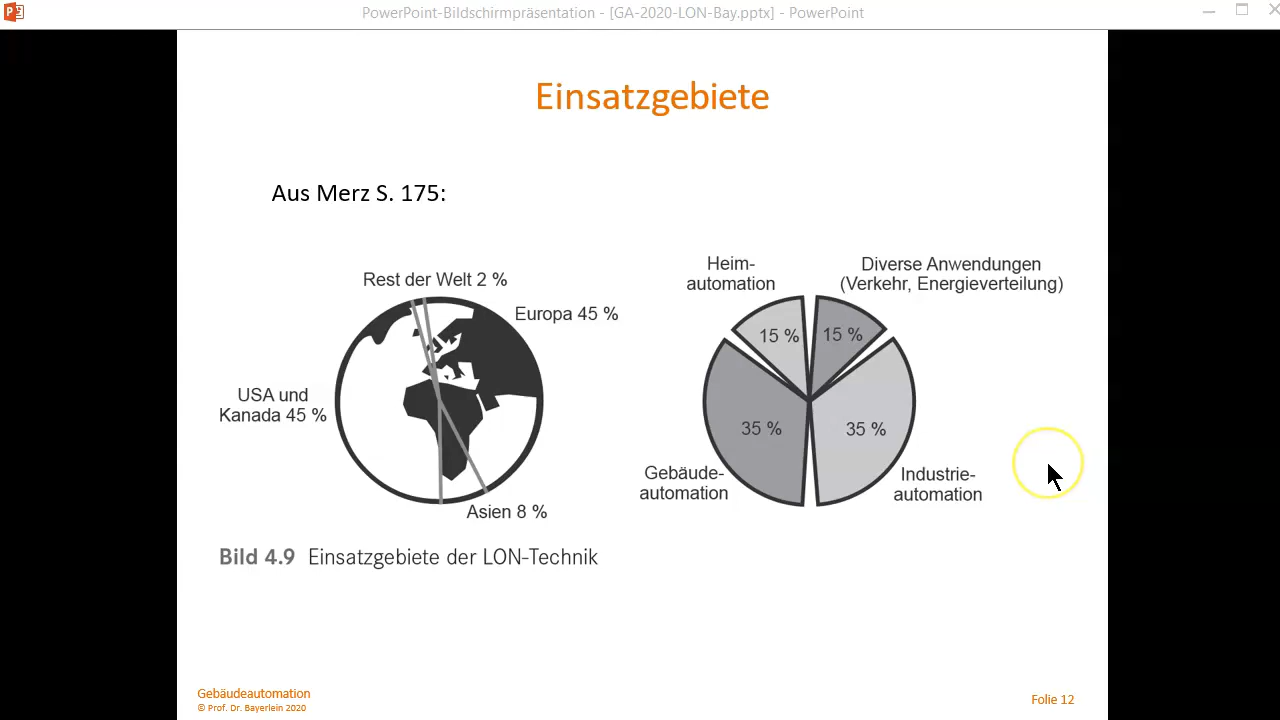 PowerPoint-Bildschirmpräsentation - [GA-2020-LON-Bay.pptx] - PowerPoint
Einsatzgebiete
Aus Merz S. 175:
Rest der Welt 2 %
Europa 45 %
USA und
Kanada 45 %
Asien 8 %
Heim-
automation
Diverse Anwendungen
(Verkehr, Energieverteilung)
15 %
15 %
35 %
35 %
Gebäude-
automation
Industrie-
automation
Bild 4.9 Einsatzgebiete der LON-Technik
Gebäudeautomation
© Prof. Dr. Bayerlein 2020
Folie 12